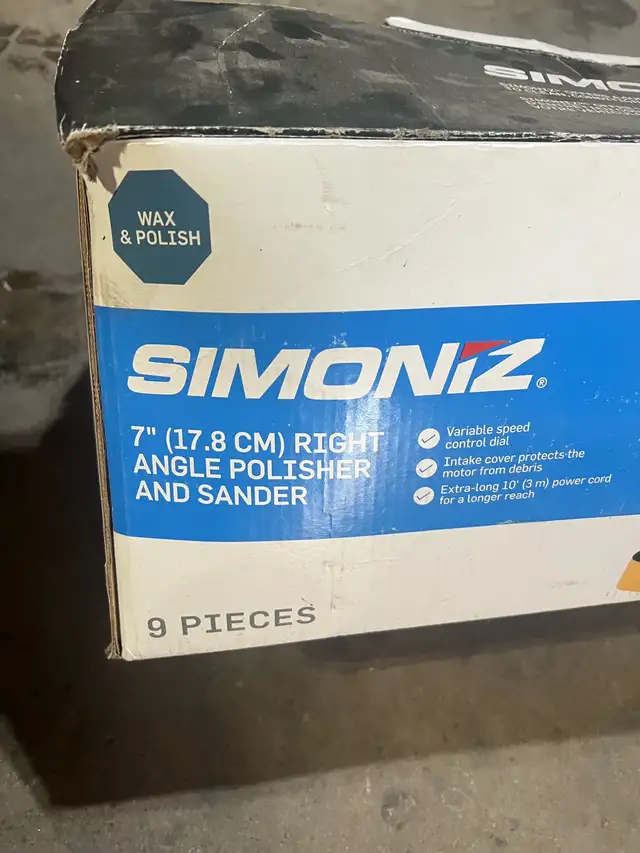 WAX
& POLISH
SIMONIZ®
7" (17.8 CM) RIGHT
ANGLE POLISHER
AND SANDER
Variable speed
control dial
Intake cover protects the
motor from debris
Extra-long 10' (3 m) power cord
for a longer reach
9 PIECES